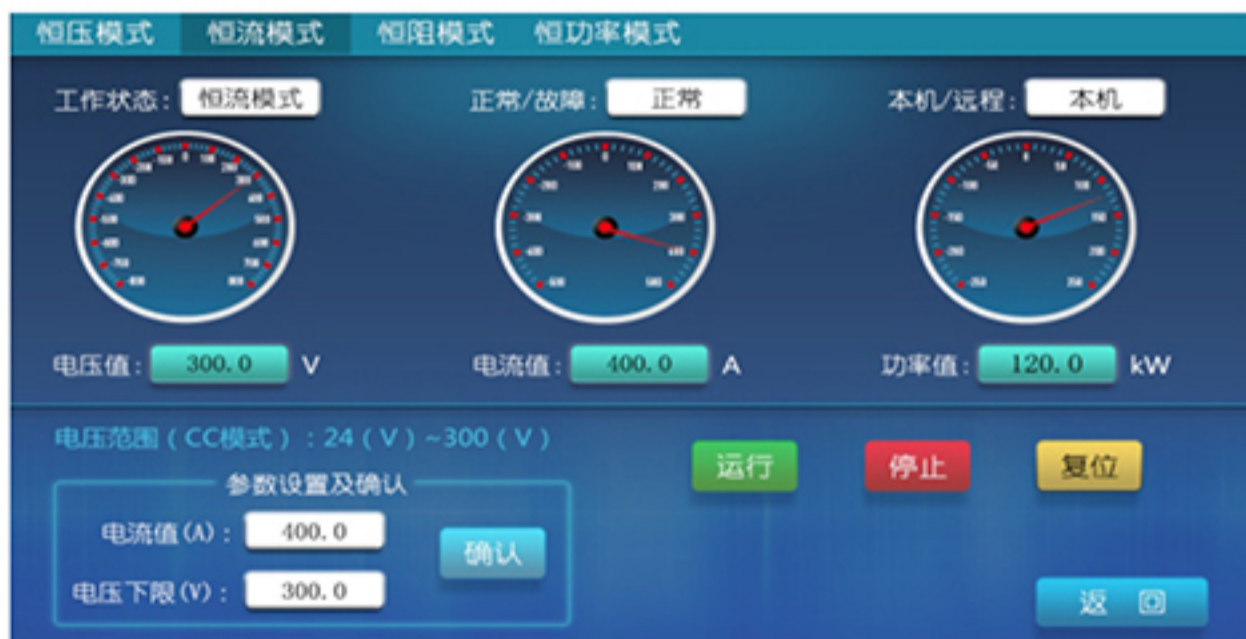 恒压模式 恒流模式 恒阻模式 恒功率模式
工作状态: 恒流模式 正常/故障: 正常 本机/远程: 本机
电压值: 300.0 V 电流值: 400.0 A 功率值: 120.0 kW
电压范围(CC模式):24(V)~300(V)
运行 停止 复位
参数设置及确认
电流值(A): 400.0
确认
电压下限(V): 300.0
返 回